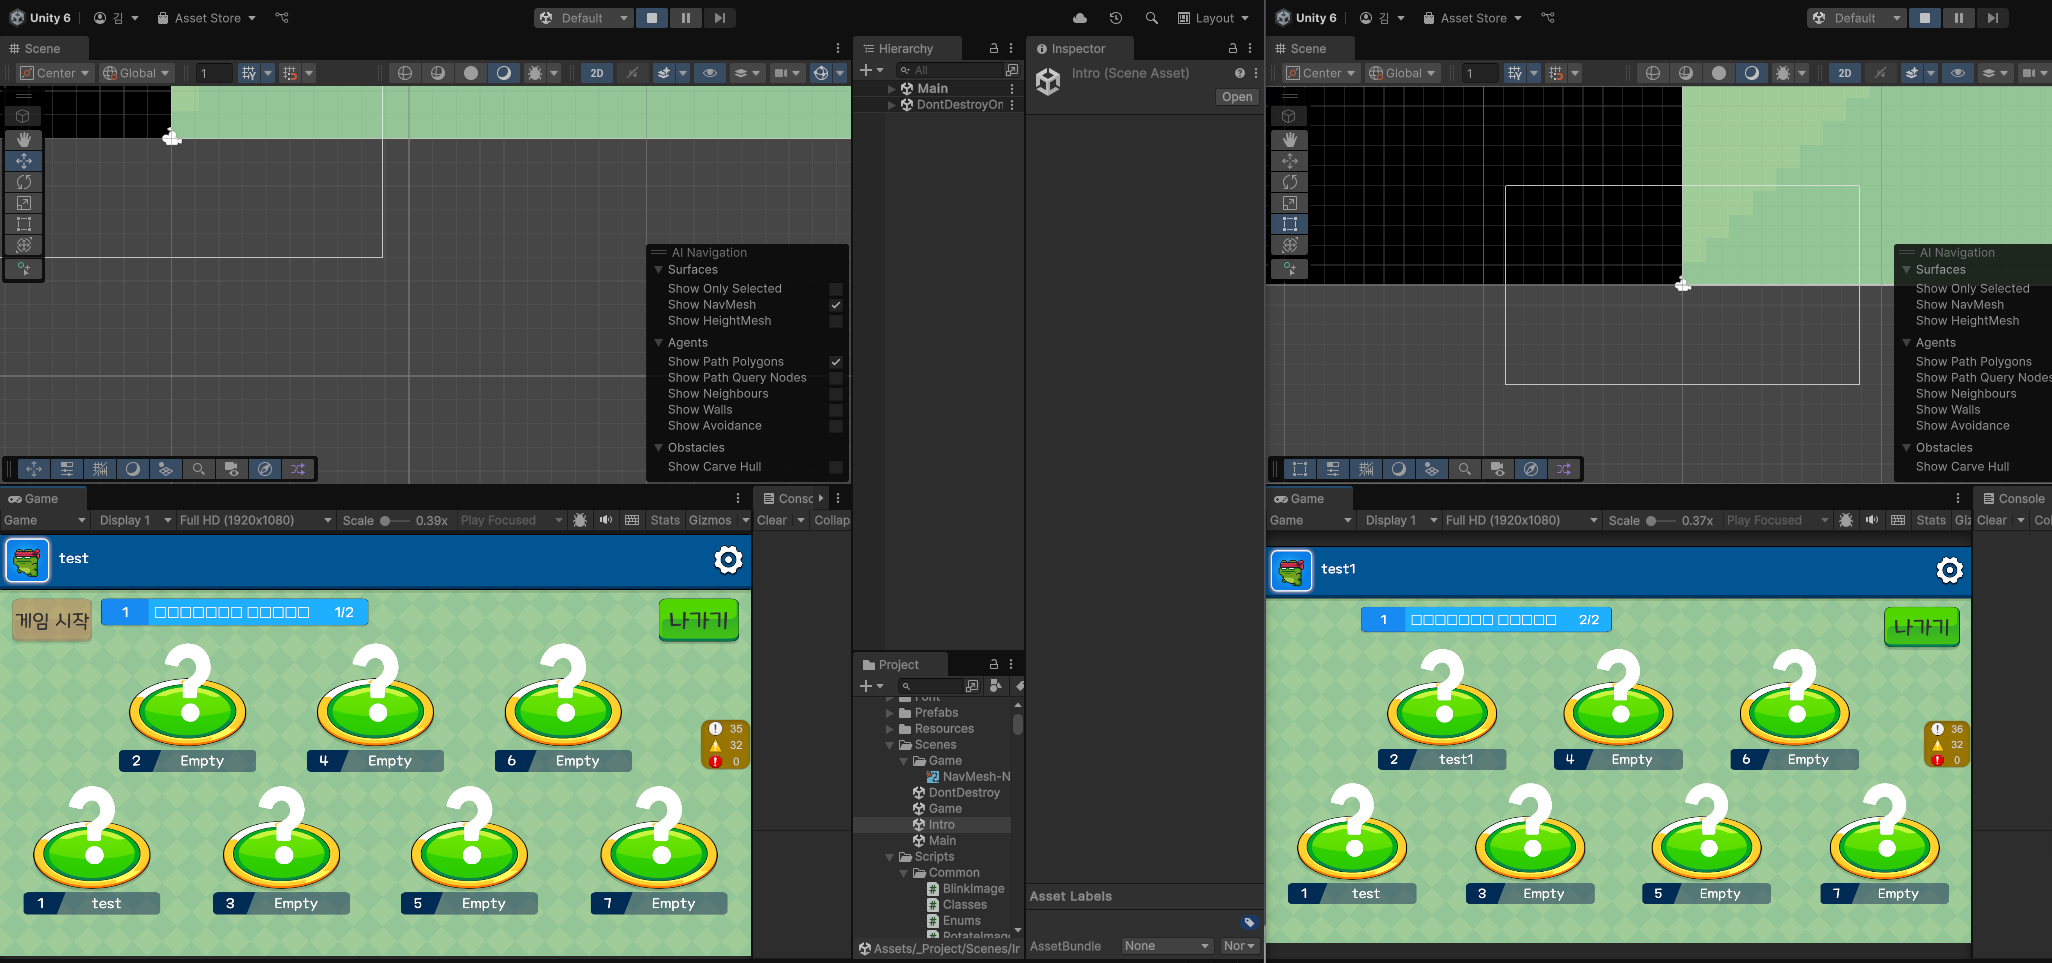 Unity 6
김
Asset Store
Default
Layout
Scene
Center
Global
1
2D
AI Navigation
Surfaces
Show Only Selected
Show NavMesh
Show HeightMesh
Agents
Show Path Polygons
Show Path Query Nodes
Show Neighbours
Show Walls
Show Avoidance
Obstacles
Show Carve Hull
Hierarchy
All
Main
DontDestroyOn
Inspector
Intro (Scene Asset)
Open
Game
Game
Display 1
Full HD (1920x1080)
Scale
0.39x
Play Focused
Stats
Gizmos
Consc
Clear
Collap
test
게임 시작
1
1/2
나가기
2 Empty
4 Empty
6 Empty
35
32
0
1 test
3 Empty
5 Empty
7 Empty
Project
Font
Prefabs
Resources
Scenes
Game
NavMesh-N
DontDestroy
Game
Intro
Main
Scripts
Common
BlinkImage
Classes
Enums
RotateImag
Assets/_Project/Scenes/Ir
Asset Labels
AssetBundle
None
Nor
Unity 6
김
Asset Store
Default
Scene
Center
Global
1
2D
AI Navigation
Surfaces
Show Only Selected
Show NavMesh
Show HeightMesh
Agents
Show Path Polygons
Show Path Query Nodes
Show Neighbours
Show Walls
Show Avoidance
Obstacles
Show Carve Hull
Game
Game
Display 1
Full HD (1920x1080)
Scale
0.37x
Play Focused
Stats
Giz
Console
Clear
Col
test1
1
2/2
나가기
2 test1
4 Empty
6 Empty
36
32
0
1 test
3 Empty
5 Empty
7 Empty